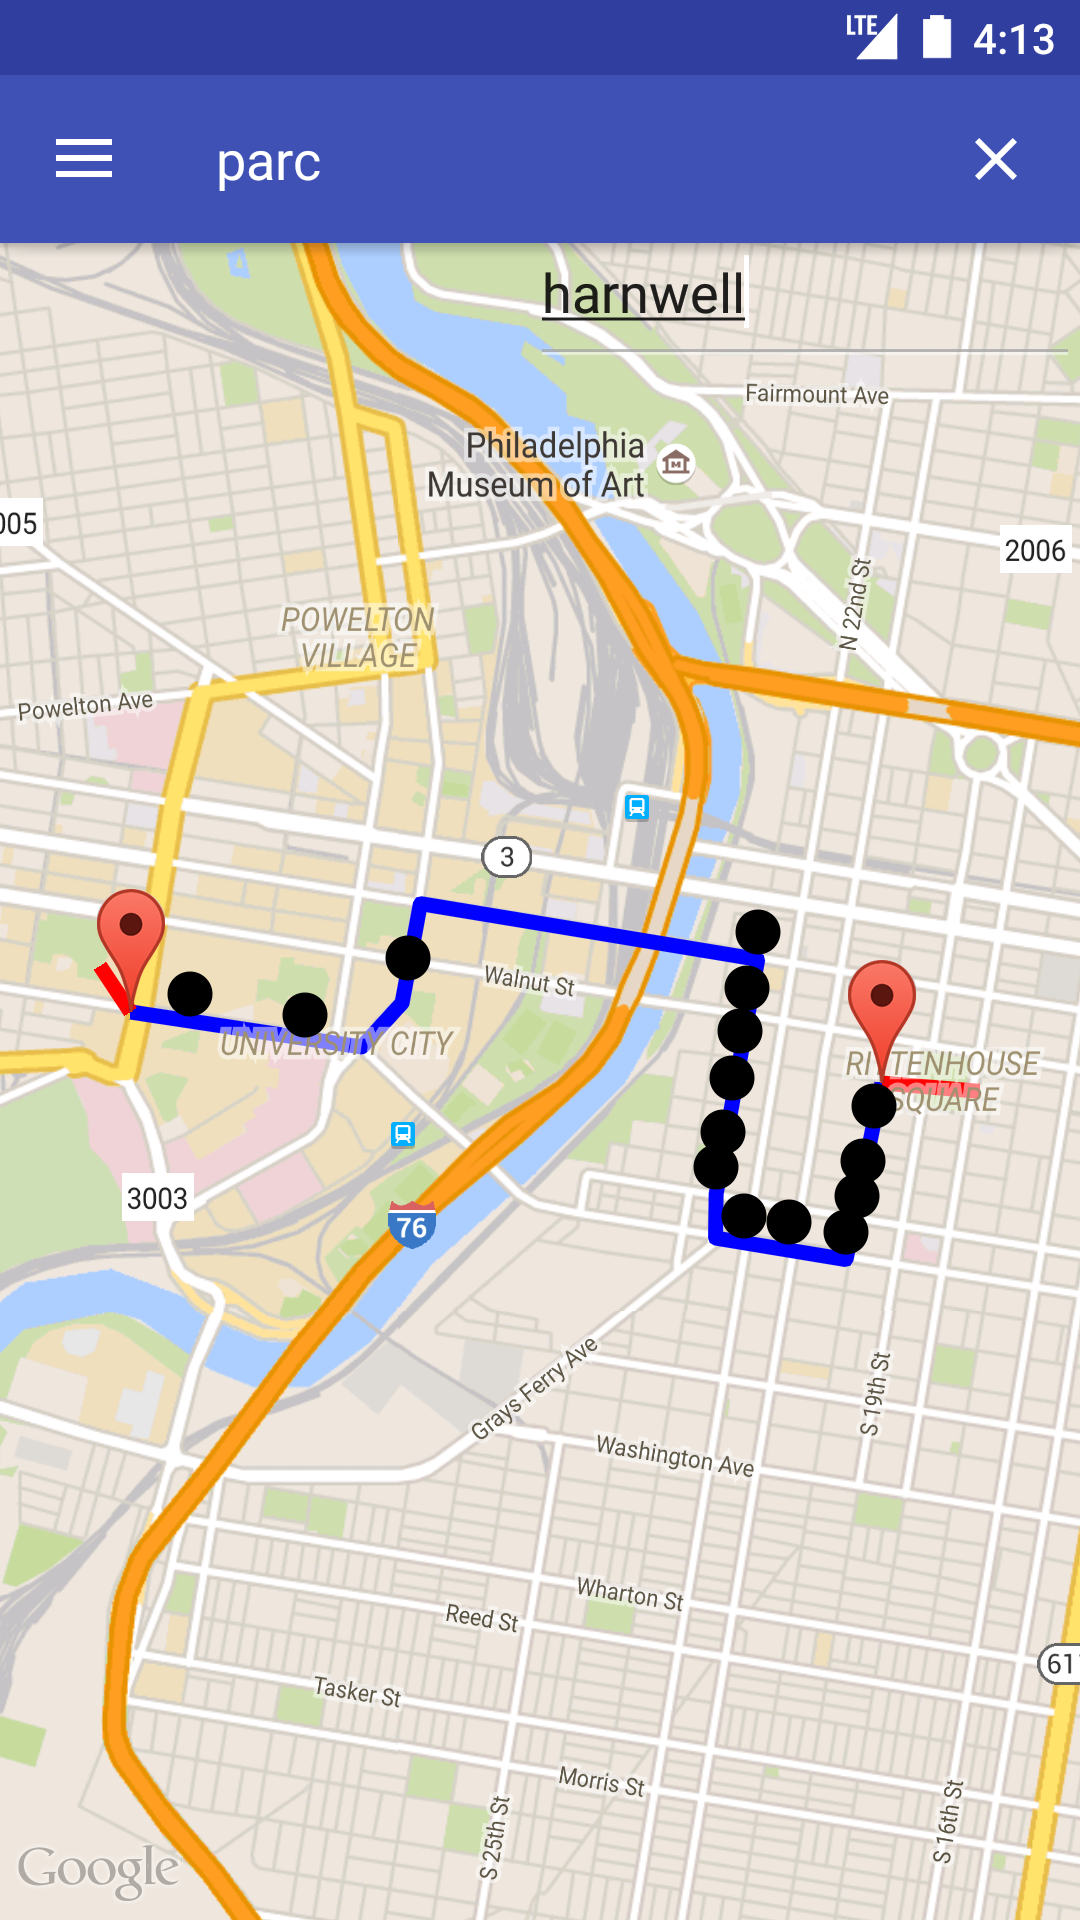 LTE 4:13
parc
harnwell
Fairmount Ave
Philadelphia
Museum of Art
005
2006
N 22nd St
POWELTON
VILLAGE
Powelton Ave
3
Walnut St
UNIVERSITY CITY
RITTENHOUSE
SQUARE
3003
76
Grays Ferry Ave
S 19th St
Washington Ave
Wharton St
Reed St
611
Tasker St
Morris St
S 25th St
S 16th St
Google